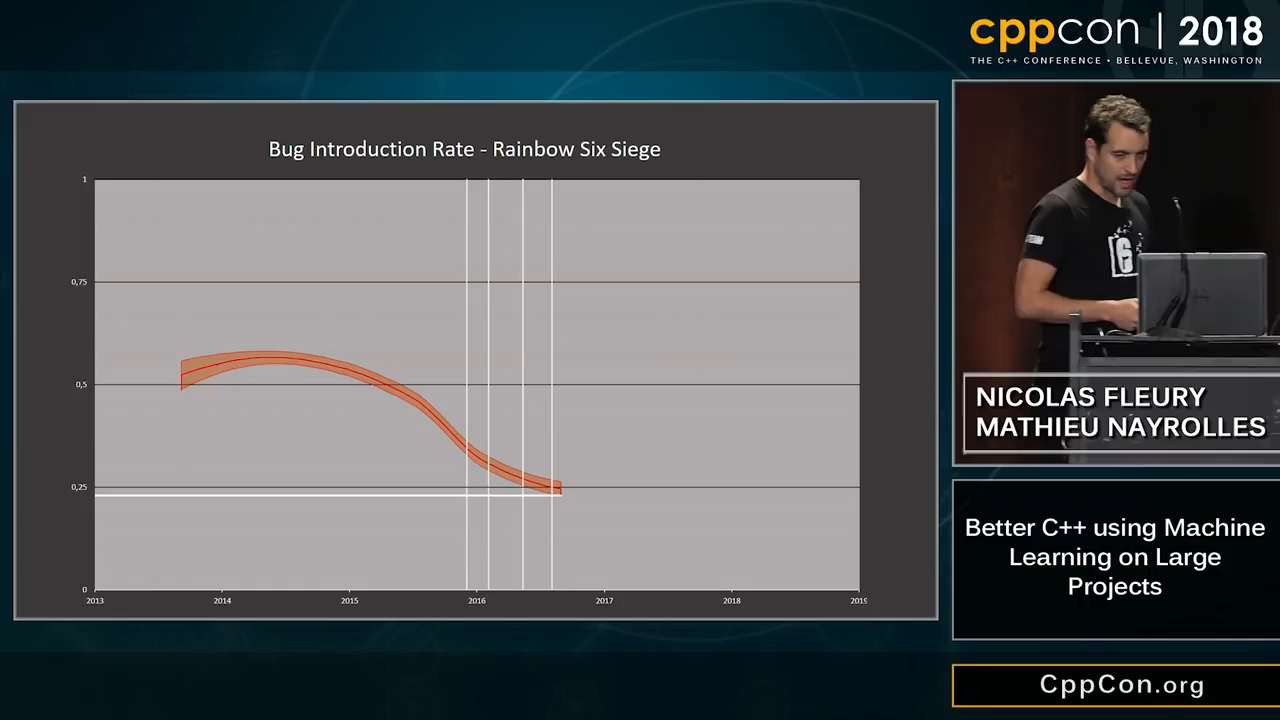 cppcon | 2018
THE C++ CONFERENCE • BELLEVUE, WASHINGTON
Bug Introduction Rate - Rainbow Six Siege
1
0,75
0,5
0,25
0
2013 2014 2015 2016 2017 2018 2019
6
NICOLAS FLEURY
MATHIEU NAYROLLES
Better C++ using Machine
Learning on Large
Projects
CppCon.org